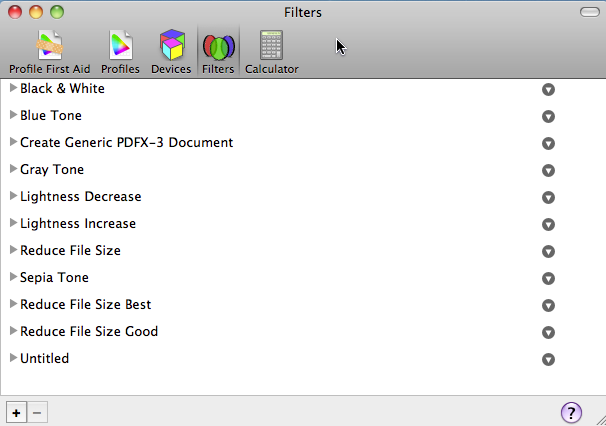 Filters
Profile First Aid Profiles Devices Filters Calculator
Black & White
Blue Tone
Create Generic PDFX-3 Document
Gray Tone
Lightness Decrease
Lightness Increase
Reduce File Size
Sepia Tone
Reduce File Size Best
Reduce File Size Good
Untitled
+ − ?